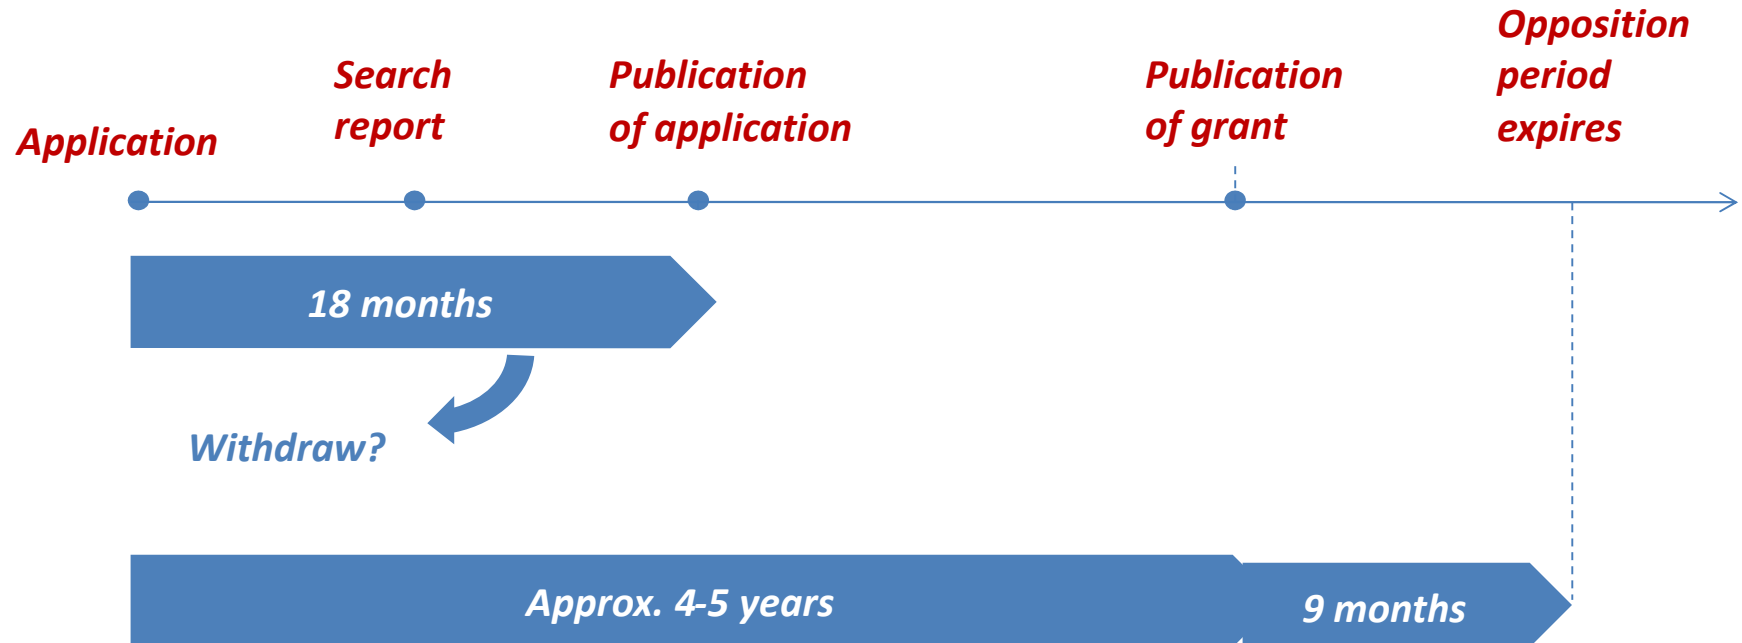 Application
Search
report
Publication
of application
Publication
of grant
Opposition
period
expires
18 months
Withdraw?
Approx. 4-5 years
9 months